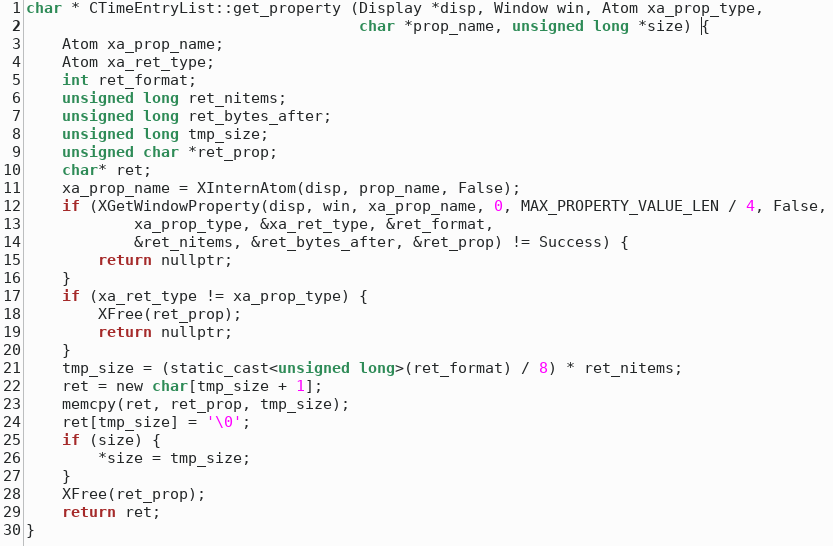 1 char * CTimeEntryList::get_property (Display *disp, Window win, Atom xa_prop_type,
2                                      char *prop_name, unsigned long *size) {
3     Atom xa_prop_name;
4     Atom xa_ret_type;
5     int ret_format;
6     unsigned long ret_nitems;
7     unsigned long ret_bytes_after;
8     unsigned long tmp_size;
9     unsigned char *ret_prop;
10     char* ret;
11     xa_prop_name = XInternAtom(disp, prop_name, False);
12     if (XGetWindowProperty(disp, win, xa_prop_name, 0, MAX_PROPERTY_VALUE_LEN / 4, False,
13             xa_prop_type, &xa_ret_type, &ret_format,
14             &ret_nitems, &ret_bytes_after, &ret_prop) != Success) {
15         return nullptr;
16     }
17     if (xa_ret_type != xa_prop_type) {
18         XFree(ret_prop);
19         return nullptr;
20     }
21     tmp_size = (static_cast<unsigned long>(ret_format) / 8) * ret_nitems;
22     ret = new char[tmp_size + 1];
23     memcpy(ret, ret_prop, tmp_size);
24     ret[tmp_size] = '\0';
25     if (size) {
26         *size = tmp_size;
27     }
28     XFree(ret_prop);
29     return ret;
30 }